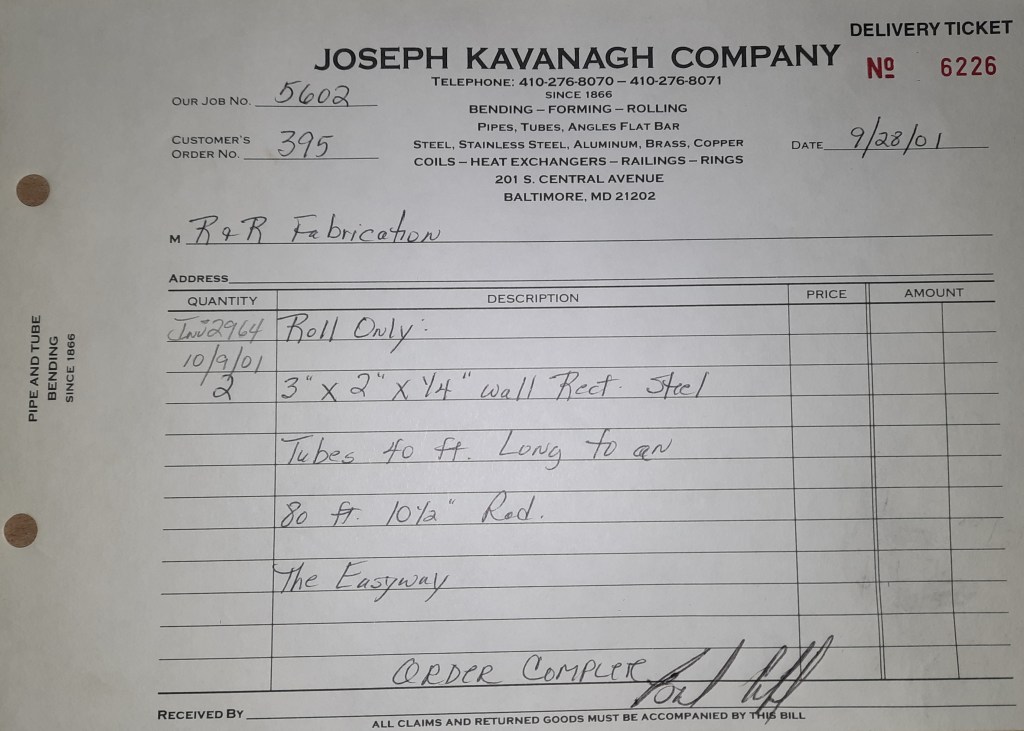 DELIVERY TICKET
JOSEPH KAVANAGH COMPANY
Nº 6226
TELEPHONE: 410-276-8070 – 410-276-8071
SINCE 1866
OUR JOB NO. 5602
BENDING – FORMING – ROLLING
PIPES, TUBES, ANGLES FLAT BAR
CUSTOMER'S
ORDER NO. 395
STEEL, STAINLESS STEEL, ALUMINUM, BRASS, COPPER
DATE 9/28/01
COILS – HEAT EXCHANGERS – RAILINGS – RINGS
201 S. CENTRAL AVENUE
BALTIMORE, MD 21202
M R & R Fabrication
ADDRESS
QUANTITY DESCRIPTION PRICE AMOUNT
Inv 2964 Roll Only:
10/9/01
2 3" x 2" x 1/4" wall Rect. Steel
Tubes 40 ft. Long to an
80 ft. 10 1/2" Rad.
The Easyway
ORDER COMPLETE
RECEIVED BY
ALL CLAIMS AND RETURNED GOODS MUST BE ACCOMPANIED BY THIS BILL
PIPE AND TUBE
BENDING
SINCE 1866